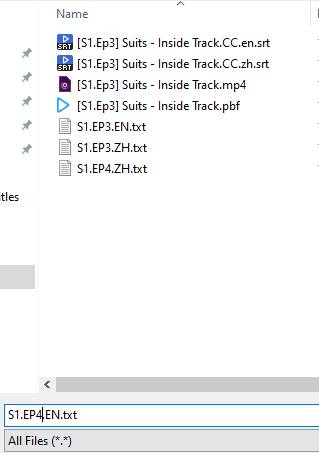 Name
[S1.Ep3] Suits - Inside Track.CC.en.srt
[S1.Ep3] Suits - Inside Track.CC.zh.srt
[S1.Ep3] Suits - Inside Track.mp4
[S1.Ep3] Suits - Inside Track.pbf
S1.EP3.EN.txt
S1.EP3.ZH.txt
S1.EP4.ZH.txt
itles
S1.EP4.EN.txt
All Files (*.*)